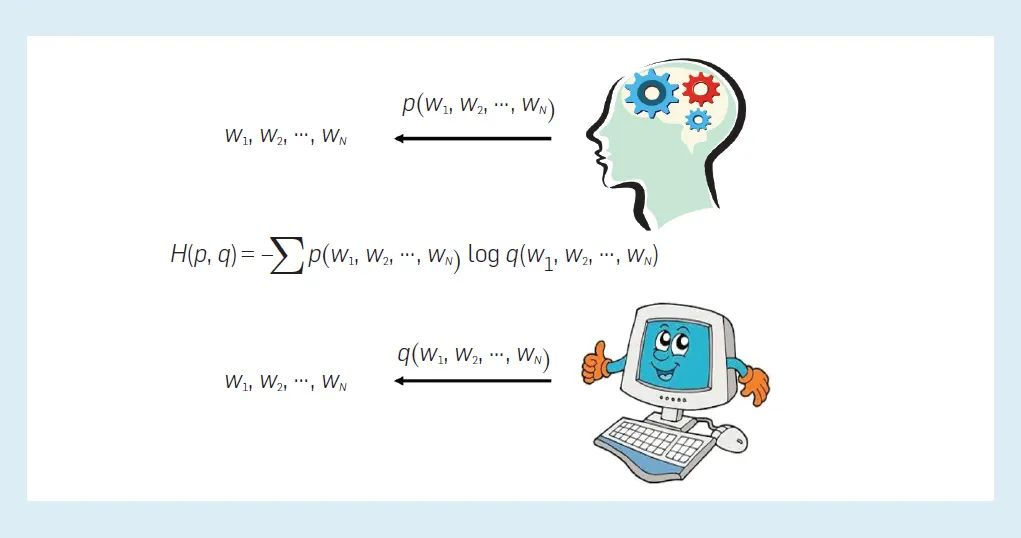 p(w₁, w₂, ···, w_N)
w₁, w₂, ···, w_N
H(p, q) = –∑ p(w₁, w₂, ···, w_N) log q(w₁, w₂, ···, w_N)
q(w₁, w₂, ···, w_N)
w₁, w₂, ···, w_N